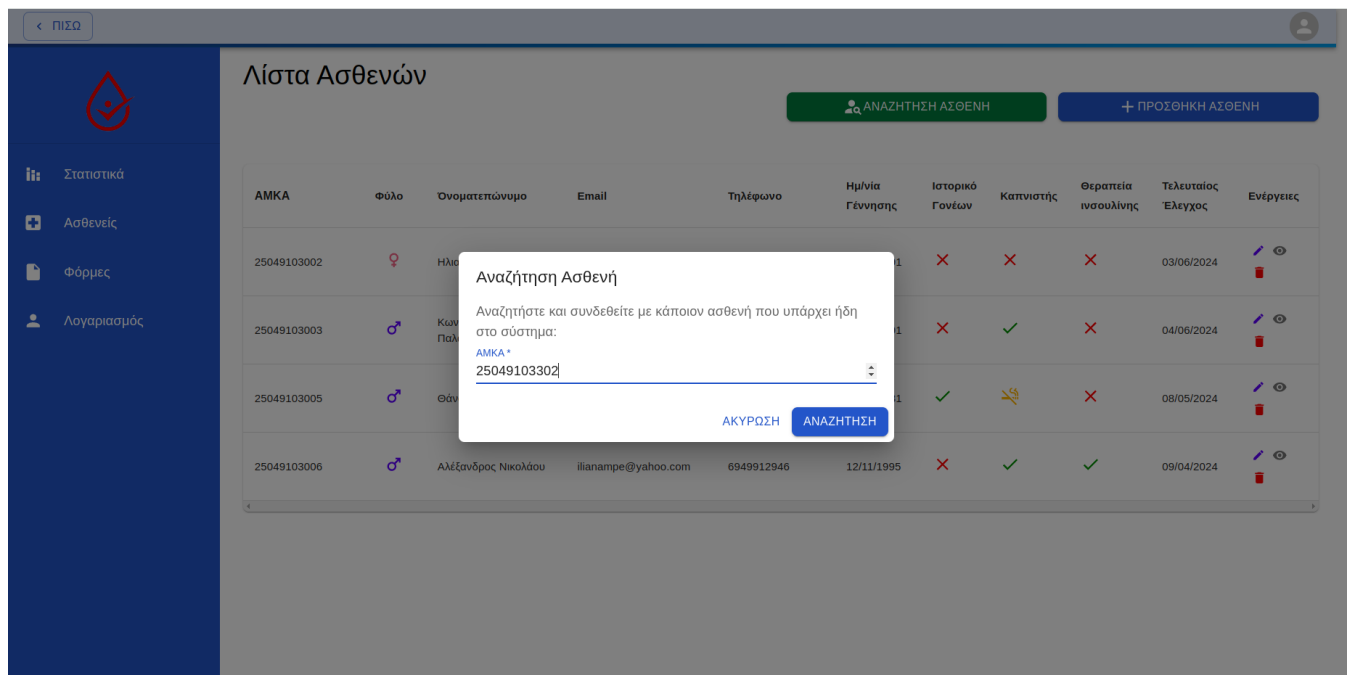 ΠΙΣΩ
Λίστα Ασθενών
ΑΝΑΖΗΤΗΣΗ ΑΣΘΕΝΗ
ΠΡΟΣΘΗΚΗ ΑΣΘΕΝΗ
Στατιστικά
Ασθενείς
Φόρμες
Λογαριασμός
ΑΜΚΑ Φύλο Όνοματεπώνυμο Email Τηλέφωνο Ημ/νία Γέννησης Ιστορικό Γονέων Καπνιστής Θεραπεία ινσουλίνης Τελευταίος Έλεγχος Ενέργειες
25049103002 03/06/2024
25049103003 04/06/2024
25049103005 08/05/2024
25049103006 Αλέξανδρος Νικολάου ilianampe@yahoo.com 6949912946 12/11/1995 09/04/2024
Αναζήτηση Ασθενή
Αναζητήστε και συνδεθείτε με κάποιον ασθενή που υπάρχει ήδη
στο σύστημα:
ΑΜΚΑ *
25049103302
ΑΚΥΡΩΣΗ ΑΝΑΖΗΤΗΣΗ